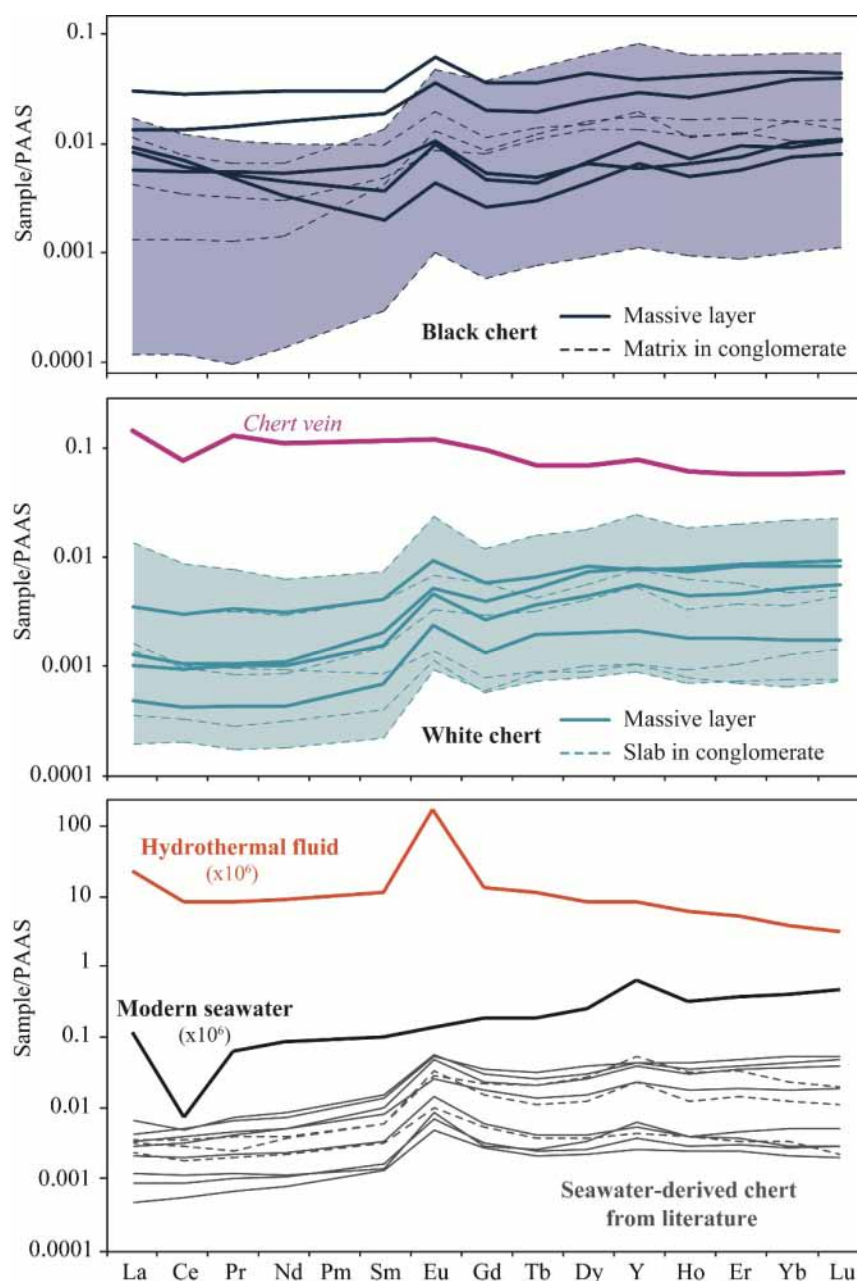 0.1
0.01
0.001
0.0001
Sample/PAAS
Black chert
Massive layer
Matrix in conglomerate
0.1
0.01
0.001
0.0001
Sample/PAAS
Chert vein
White chert
Massive layer
Slab in conglomerate
100
10
1
0.1
0.01
0.001
0.0001
Sample/PAAS
Hydrothermal fluid
(x10⁶)
Modern seawater
(x10⁶)
Seawater-derived chert
from literature
La Ce Pr Nd Pm Sm Eu Gd Tb Dy Y Ho Er Yb Lu